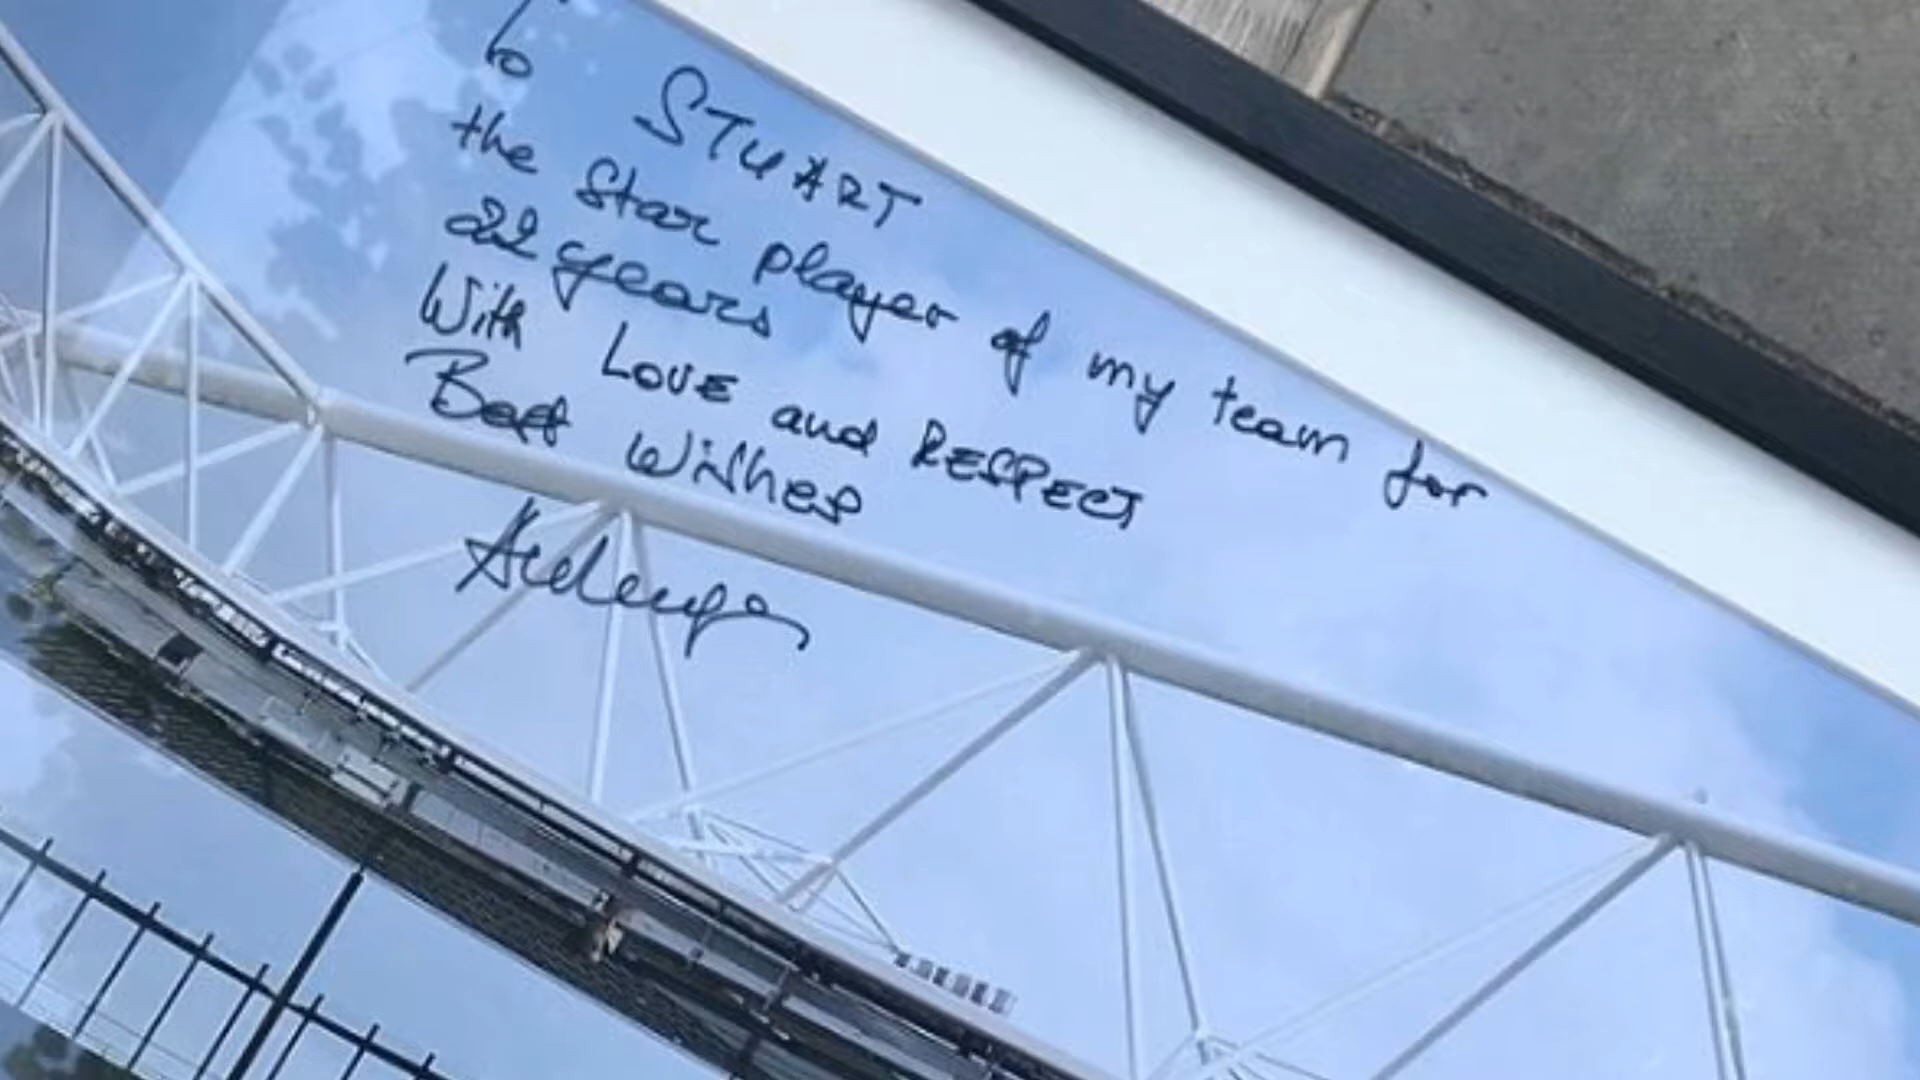 To STUART
the Star player of my team for
22 years
With LOVE and RESPECT
Best Wishes